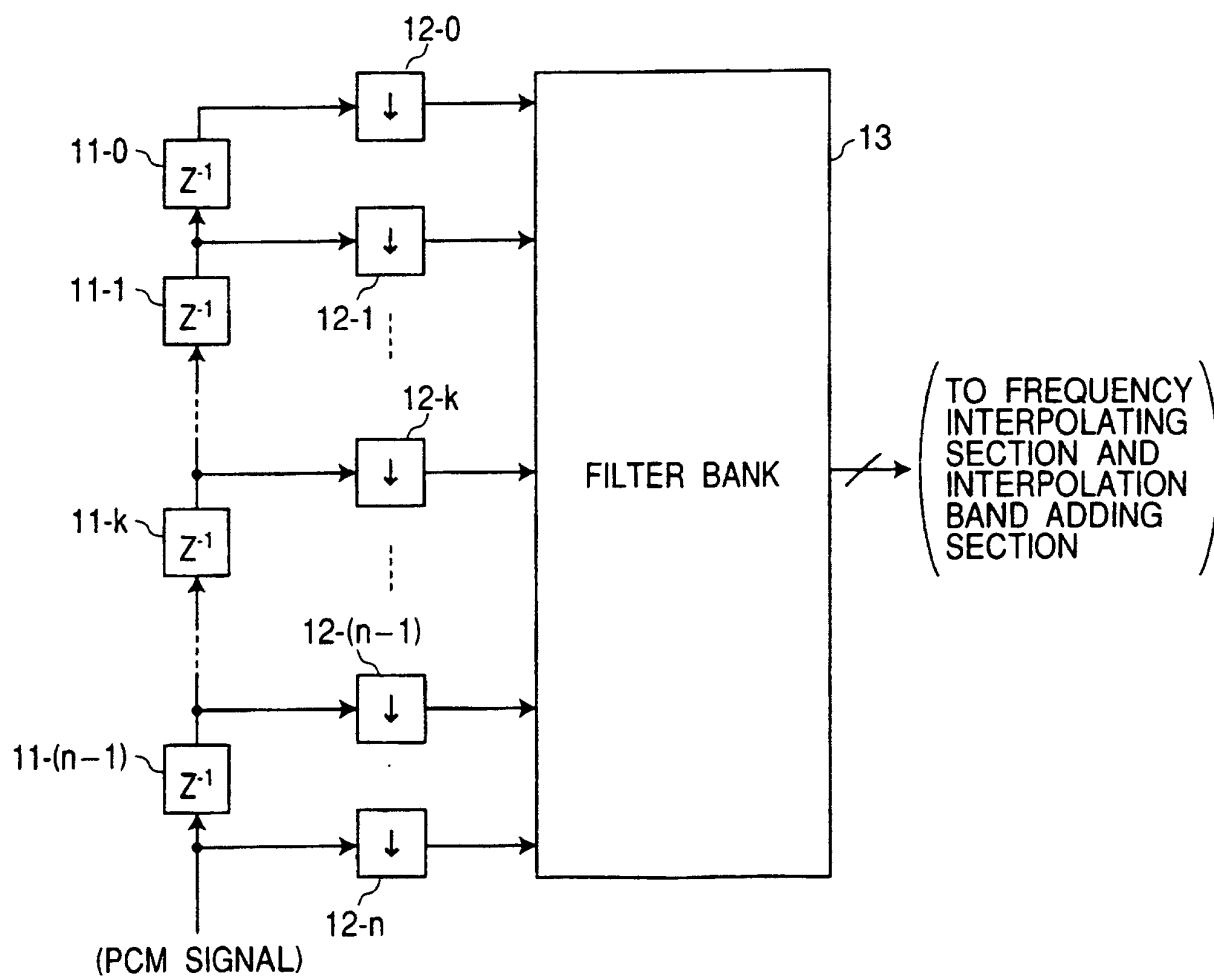 12-0
↓
11-0
Z⁻¹
13
↓
11-1
Z⁻¹
12-1
12-k
↓
FILTER BANK
TO FREQUENCY
INTERPOLATING
SECTION AND
INTERPOLATION
BAND ADDING
SECTION
11-k
Z⁻¹
12-(n−1)
↓
11-(n−1)
Z⁻¹
↓
12-n
(PCM SIGNAL)